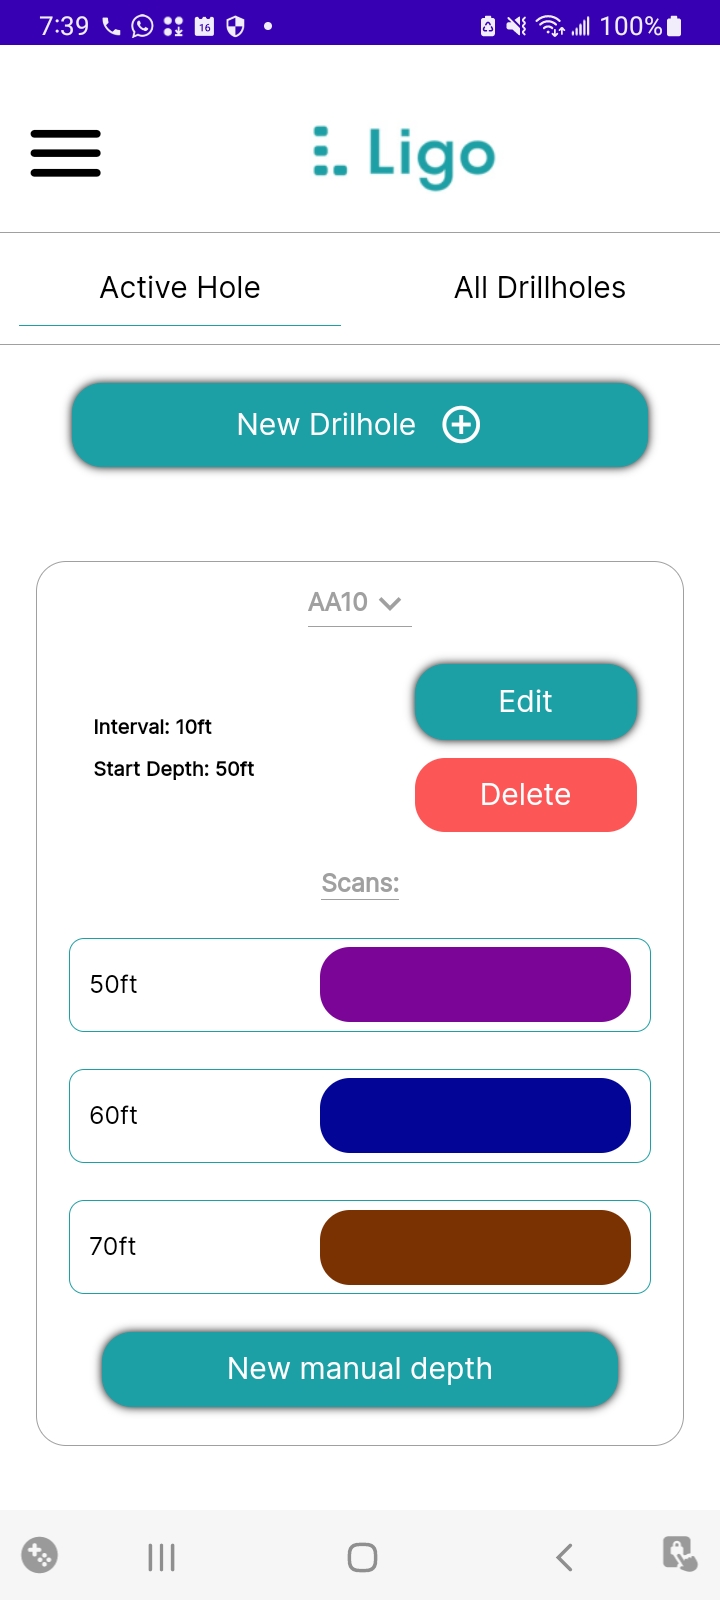 7:39 16 100%
Ligo
Active Hole All Drillholes
New Drilhole
AA10
Edit
Interval: 10ft
Start Depth: 50ft
Delete
Scans:
50ft
60ft
70ft
New manual depth